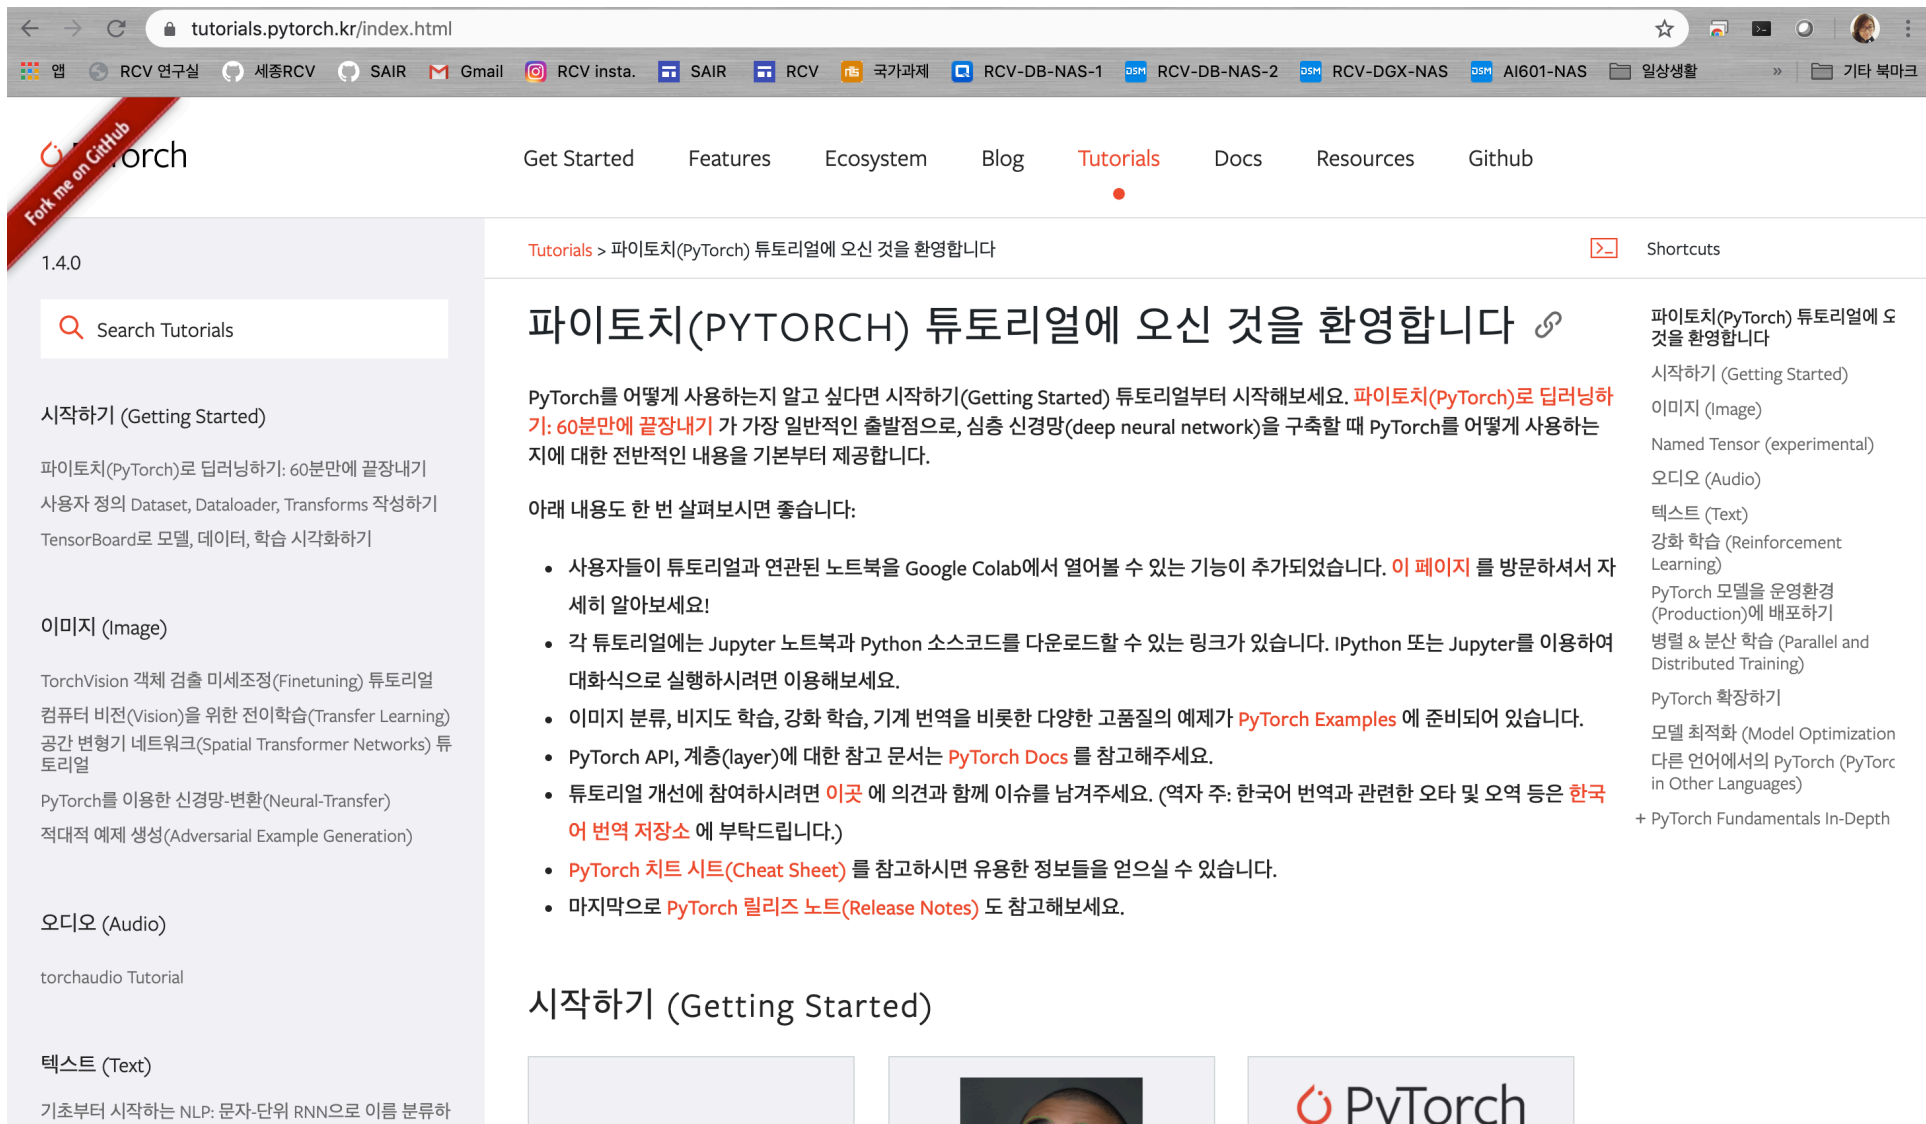 tutorials.pytorch.kr/index.html
앱 RCV 연구실 세종RCV SAIR Gmail RCV insta. SAIR RCV 국가과제 RCV-DB-NAS-1 RCV-DB-NAS-2 RCV-DGX-NAS AI601-NAS 일상생활 » 기타 북마크
Fork me on GitHub
Get Started Features Ecosystem Blog Tutorials Docs Resources Github
1.4.0
Search Tutorials
시작하기 (Getting Started)
파이토치(PyTorch)로 딥러닝하기: 60분만에 끝장내기
사용자 정의 Dataset, Dataloader, Transforms 작성하기
TensorBoard로 모델, 데이터, 학습 시각화하기
이미지 (Image)
TorchVision 객체 검출 미세조정(Finetuning) 튜토리얼
컴퓨터 비전(Vision)을 위한 전이학습(Transfer Learning)
공간 변형기 네트워크(Spatial Transformer Networks) 튜
토리얼
PyTorch를 이용한 신경망-변환(Neural-Transfer)
적대적 예제 생성(Adversarial Example Generation)
오디오 (Audio)
torchaudio Tutorial
텍스트 (Text)
기초부터 시작하는 NLP: 문자-단위 RNN으로 이름 분류하
Tutorials > 파이토치(PyTorch) 튜토리얼에 오신 것을 환영합니다
파이토치(PYTORCH) 튜토리얼에 오신 것을 환영합니다
PyTorch를 어떻게 사용하는지 알고 싶다면 시작하기(Getting Started) 튜토리얼부터 시작해보세요. 파이토치(PyTorch)로 딥러닝하
기: 60분만에 끝장내기 가 가장 일반적인 출발점으로, 심층 신경망(deep neural network)을 구축할 때 PyTorch를 어떻게 사용하는
지에 대한 전반적인 내용을 기본부터 제공합니다.
아래 내용도 한 번 살펴보시면 좋습니다:
• 사용자들이 튜토리얼과 연관된 노트북을 Google Colab에서 열어볼 수 있는 기능이 추가되었습니다. 이 페이지 를 방문하셔서 자
세히 알아보세요!
• 각 튜토리얼에는 Jupyter 노트북과 Python 소스코드를 다운로드할 수 있는 링크가 있습니다. IPython 또는 Jupyter를 이용하여
대화식으로 실행하시려면 이용해보세요.
• 이미지 분류, 비지도 학습, 강화 학습, 기계 번역을 비롯한 다양한 고품질의 예제가 PyTorch Examples 에 준비되어 있습니다.
• PyTorch API, 계층(layer)에 대한 참고 문서는 PyTorch Docs 를 참고해주세요.
• 튜토리얼 개선에 참여하시려면 이곳 에 의견과 함께 이슈를 남겨주세요. (역자 주: 한국어 번역과 관련한 오타 및 오역 등은 한국
어 번역 저장소 에 부탁드립니다.)
• PyTorch 치트 시트(Cheat Sheet) 를 참고하시면 유용한 정보들을 얻으실 수 있습니다.
• 마지막으로 PyTorch 릴리즈 노트(Release Notes) 도 참고해보세요.
시작하기 (Getting Started)
PyTorch
Shortcuts
파이토치(PyTorch) 튜토리얼에 오
것을 환영합니다
시작하기 (Getting Started)
이미지 (Image)
Named Tensor (experimental)
오디오 (Audio)
텍스트 (Text)
강화 학습 (Reinforcement
Learning)
PyTorch 모델을 운영환경
(Production)에 배포하기
병렬 & 분산 학습 (Parallel and
Distributed Training)
PyTorch 확장하기
모델 최적화 (Model Optimization
다른 언어에서의 PyTorch (PyTorc
in Other Languages)
+ PyTorch Fundamentals In-Depth